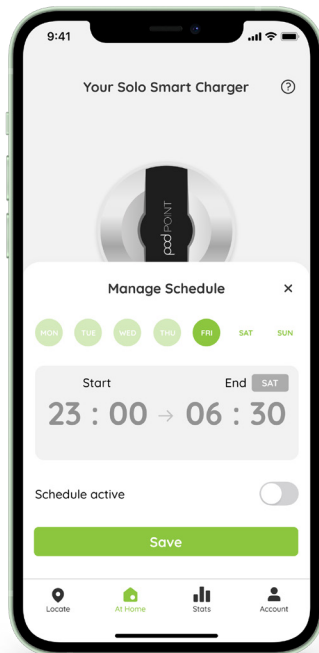 9:41
Your Solo Smart Charger
?
pod POINT
Manage Schedule
MON TUE WED THU FRI SAT SUN
Start End SAT
23 : 00 → 06 : 30
Schedule active
Save
Locate At Home Stats Account